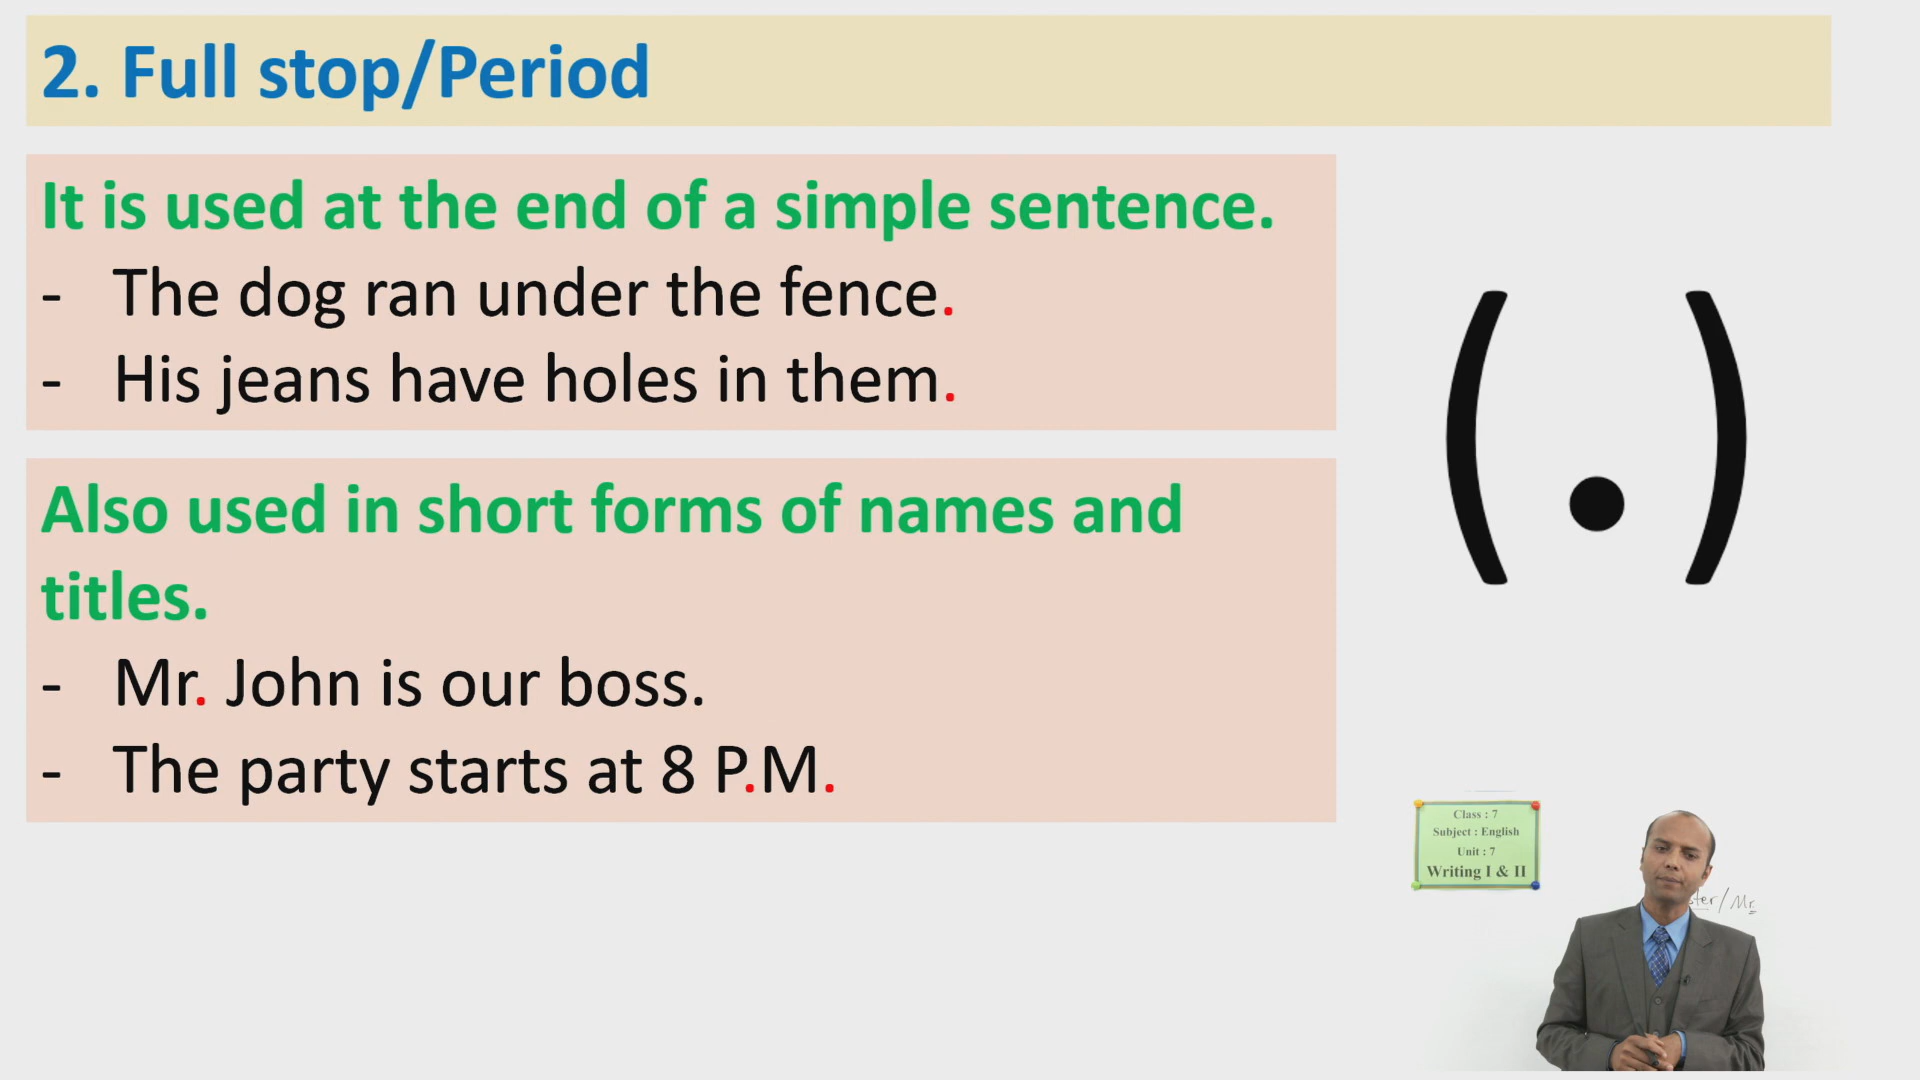 2. Full stop/Period
It is used at the end of a simple sentence.
- The dog ran under the fence.
- His jeans have holes in them.
Also used in short forms of names and
titles.
- Mr. John is our boss.
- The party starts at 8 P.M.
(.)
Class : 7
Subject : English
Unit : 7
Writing I & II
ster/Mr.